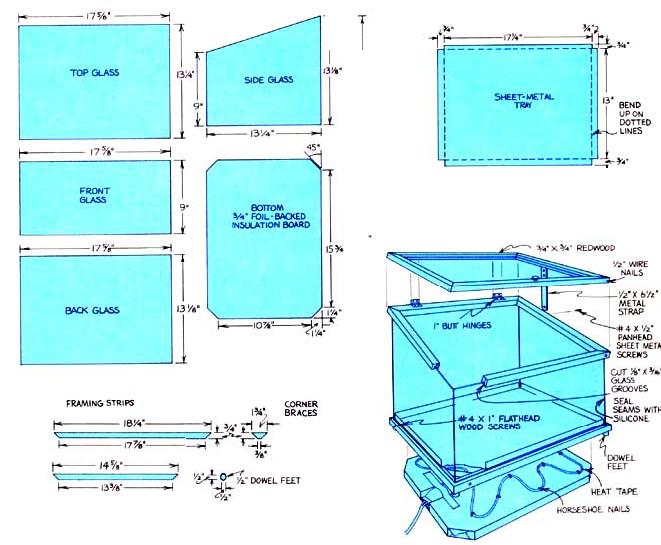 17 5/8"
TOP GLASS
13 1/4"
SIDE GLASS
9"
13 1/8"
13 1/4"
3/4"
17 1/4"
3/4"
3/4"
SHEET-METAL
TRAY
13"
BEND
UP ON
DOTTED
LINES
3/4"
17 5/8"
FRONT
GLASS
9"
17 5/8"
BACK GLASS
13 1/8"
45°
BOTTOM
3/4" FOIL-BACKED
INSULATION BOARD
15 3/4
1 1/4"
10 7/8"
1 1/4"
3/4" X 3/4" REDWOOD
1/2" WIRE
NAILS
1/2" X 6 1/2"
METAL
STRAP
1" BUTT HINGES
#4 X 1/2"
PANHEAD
SHEET METAL
SCREWS
CUT 1/8" X 3/16"
GLASS
GROOVES
SEAL
SEAMS WITH
SILICONE
#4 X 1" FLATHEAD
WOOD SCREWS
DOWEL
FEET
HEAT TAPE
HORSESHOE NAILS
FRAMING STRIPS
CORNER
BRACES
18 1/4"
17 7/8"
3/4"
1 3/4"
3/8"
14 5/8"
13 3/8"
1/2"
1/2" DOWEL FEET
1/2"